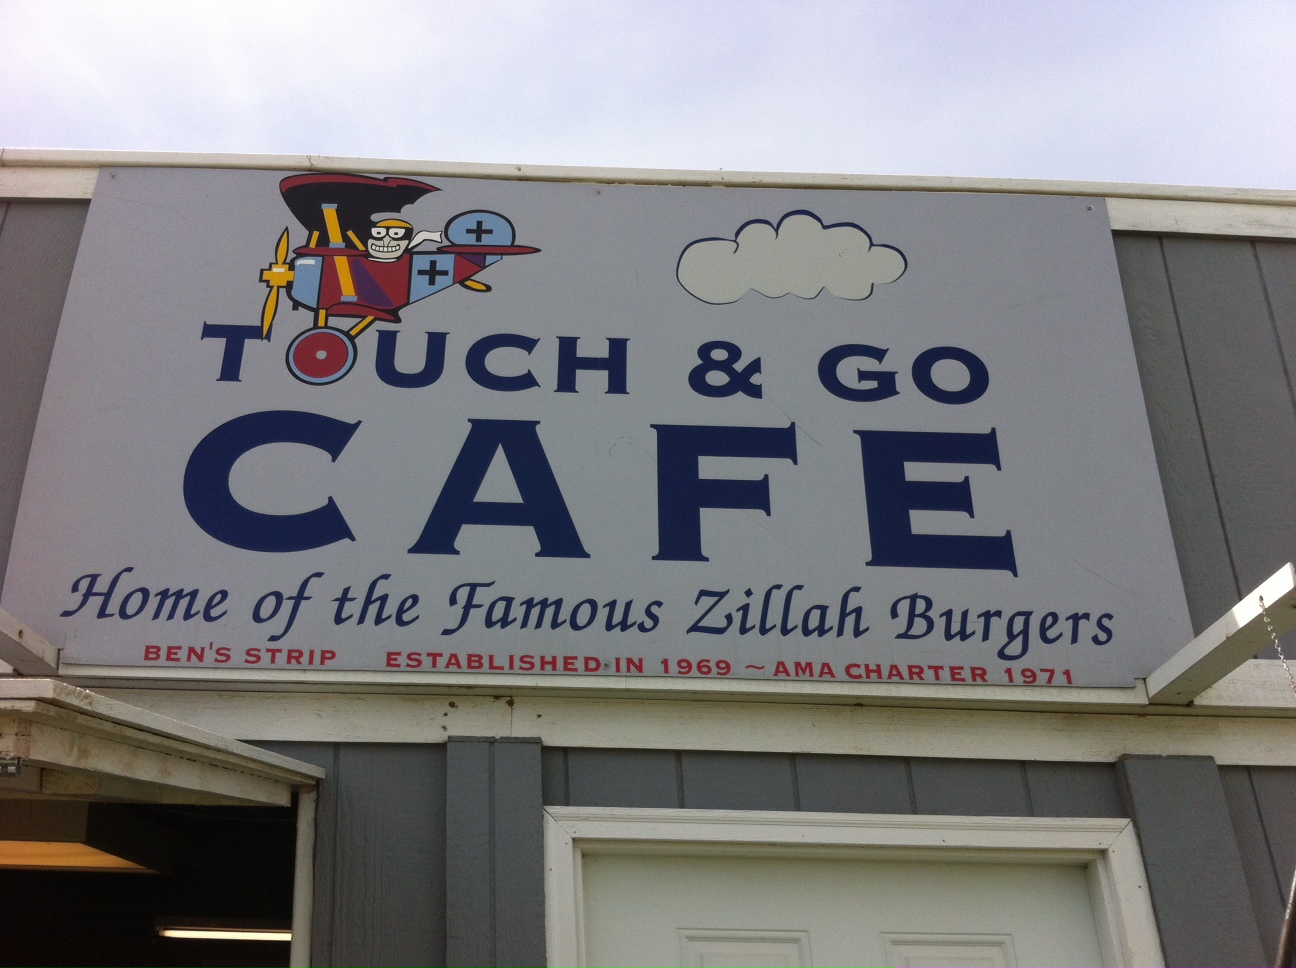 TOUCH & GO
CAFE
Home of the Famous Zillah Burgers
BEN'S STRIP ESTABLISHED IN 1969 ~ AMA CHARTER 1971